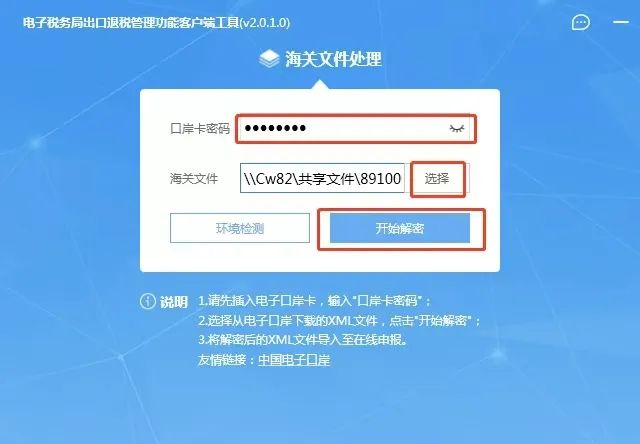 电子税务局出口退税管理功能客户端工具(v2.0.1.0)
海关文件处理
口岸卡密码
海关文件 \\Cw82\共享文件\89100 选择
环境检测 开始解密
说明 1.请先插入电子口岸卡，输入"口岸卡密码"；
2.选择从电子口岸下载的XML文件，点击"开始解密"；
3.将解密后的XML文件导入至在线申报。
友情链接：中国电子口岸